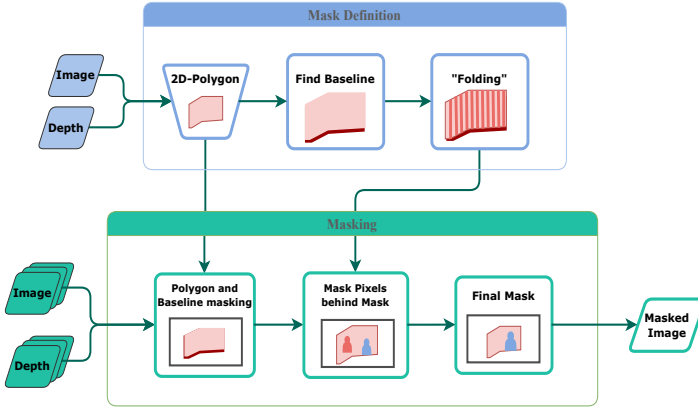 Mask Definition
Image
Depth
2D-Polygon
Find Baseline
"Folding"
Masking
Image
Depth
Polygon and
Baseline masking
Mask Pixels
behind Mask
Final Mask
Masked
Image